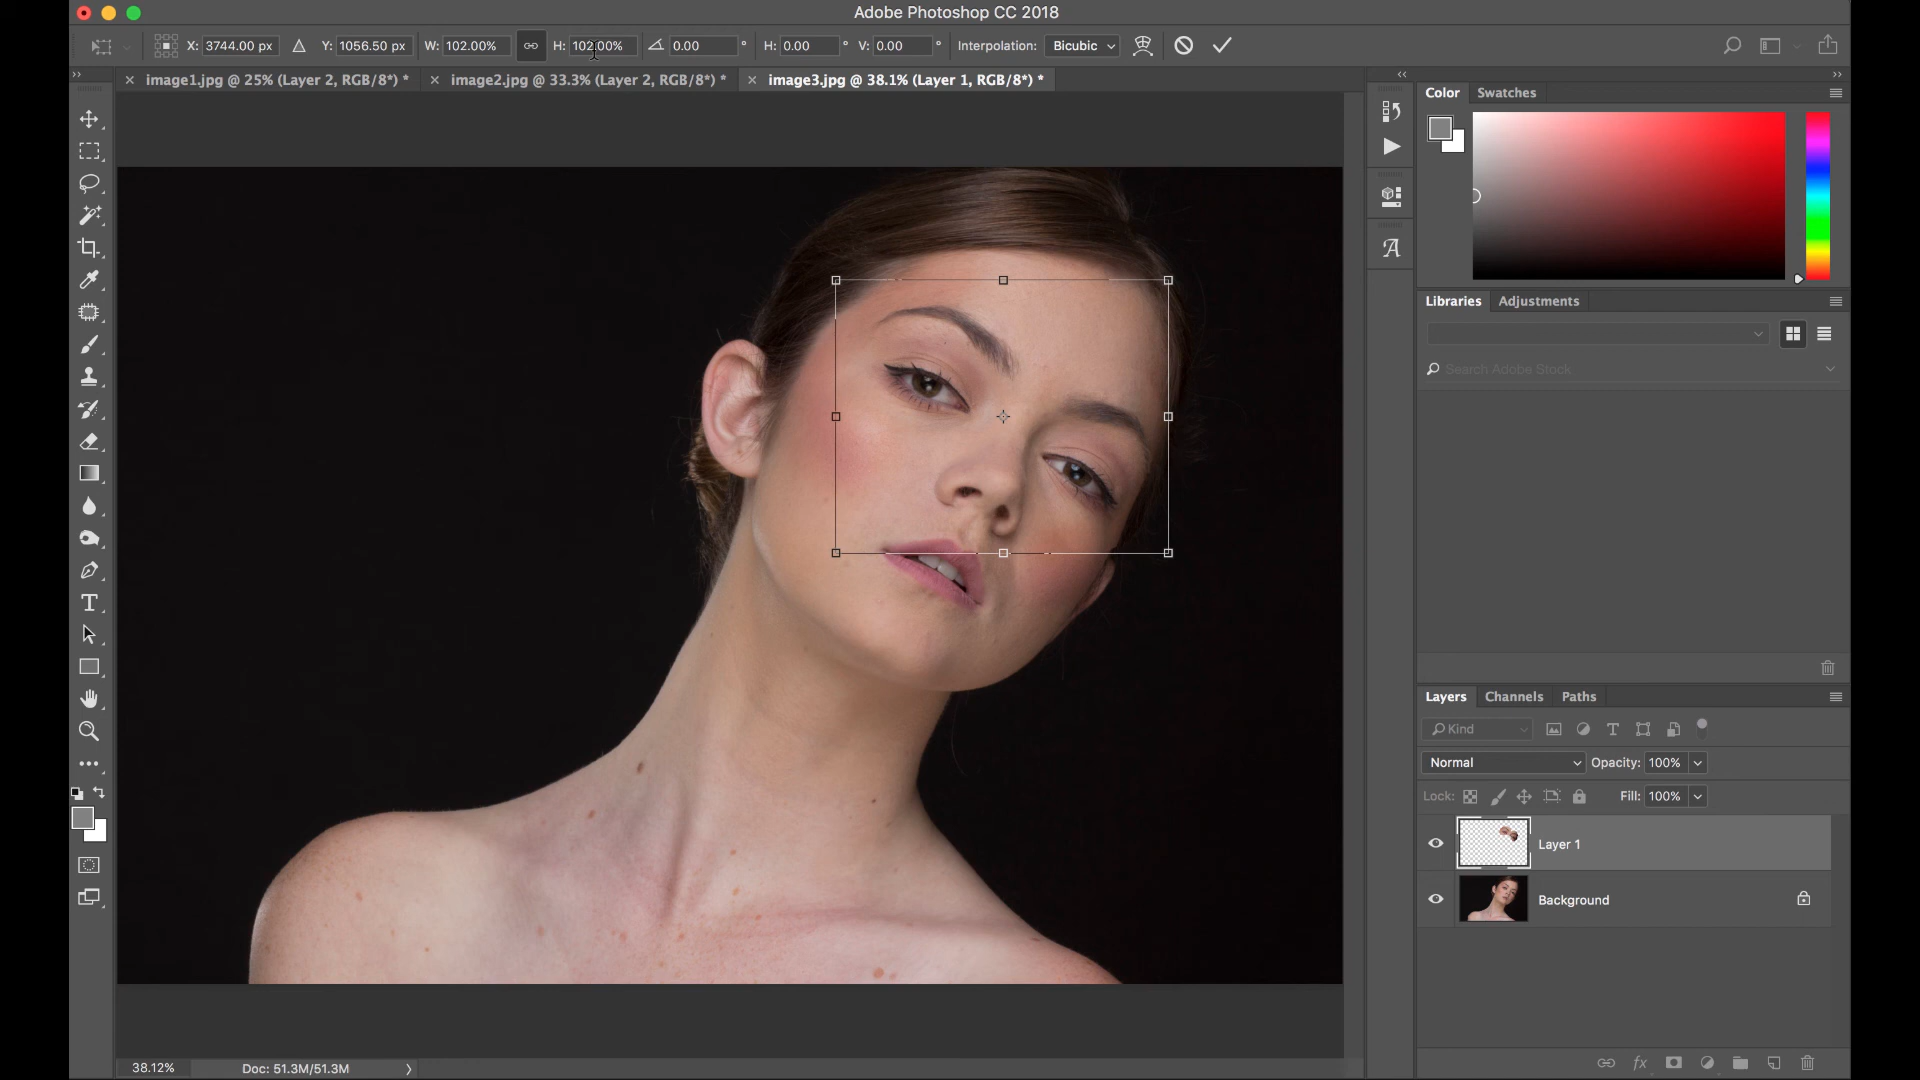 Adobe Photoshop CC 2018
X: 3744.00 px Y: 1056.50 px W: 102.00% H: 102.00% 0.00 ° H: 0.00 ° V: 0.00 ° Interpolation: Bicubic
image1.jpg @ 25% (Layer 2, RGB/8*) * image2.jpg @ 33.3% (Layer 2, RGB/8*) * image3.jpg @ 38.1% (Layer 1, RGB/8*) *
Color Swatches
Libraries Adjustments
Search Adobe Stock
Layers Channels Paths
Kind
Normal Opacity: 100%
Lock: Fill: 100%
Layer 1
Background
38.12% Doc: 51.3M/51.3M